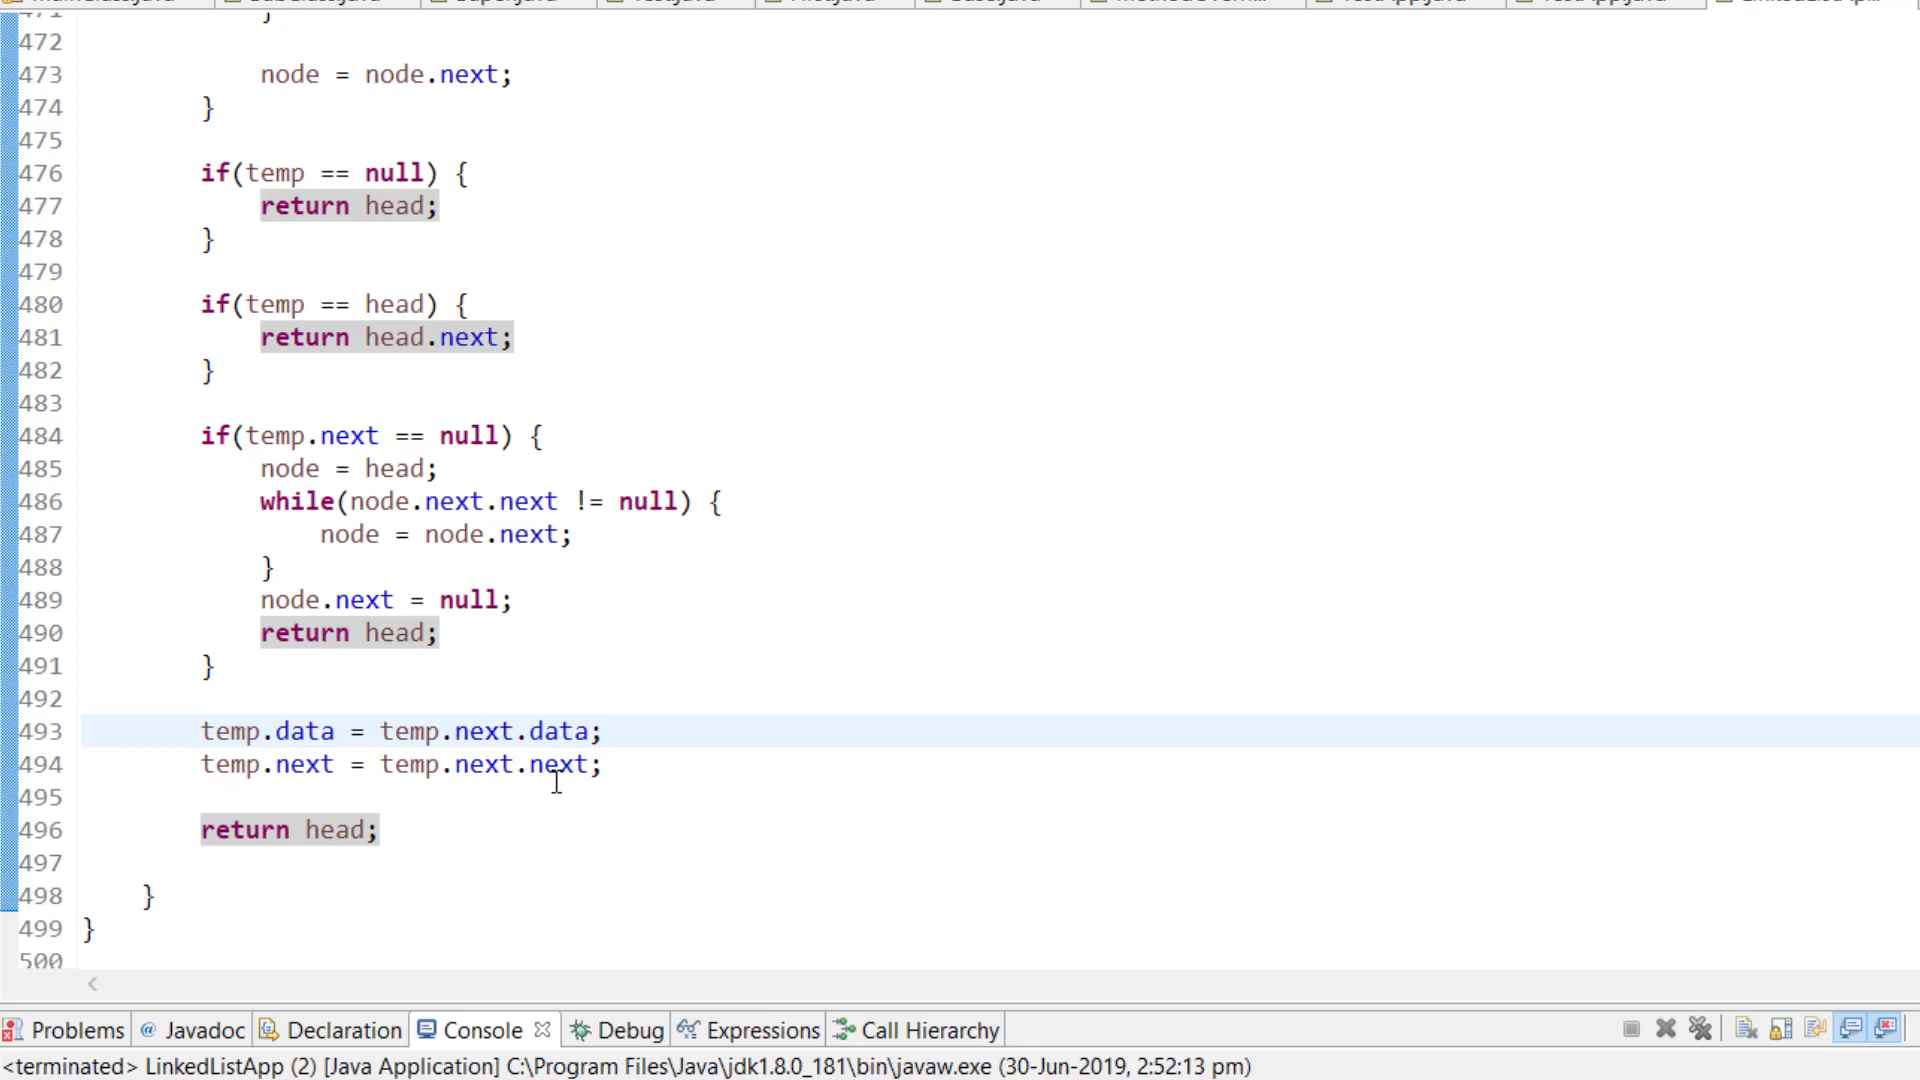 472
473 node = node.next;
474 }
475
476 if(temp == null) {
477 return head;
478 }
479
480 if(temp == head) {
481 return head.next;
482 }
483
484 if(temp.next == null) {
485 node = head;
486 while(node.next.next != null) {
487 node = node.next;
488 }
489 node.next = null;
490 return head;
491 }
492
493 temp.data = temp.next.data;
494 temp.next = temp.next.next;
495
496 return head;
497
498 }
499 }
500
Problems @ Javadoc Declaration Console Debug Expressions Call Hierarchy
<terminated> LinkedListApp (2) [Java Application] C:\Program Files\Java\jdk1.8.0_181\bin\javaw.exe (30-Jun-2019, 2:52:13 pm)